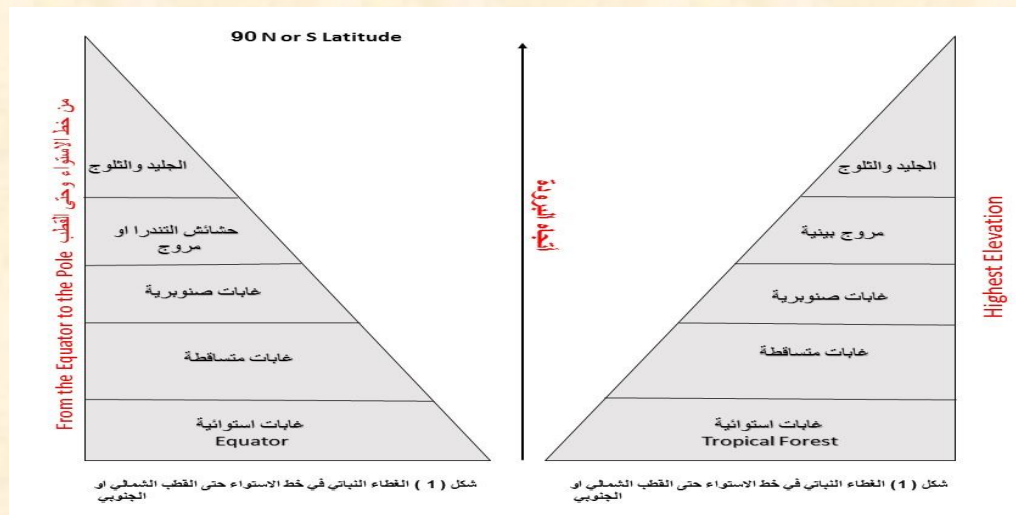 90 N or S Latitude
من خط الاستواء وحتى القطب From the Equator to the Pole
الجليد والثلوج
حشائش التندرا او
مروج
غابات صنوبرية
غابات متساقطة
غابات استوائية
Equator
شكل ( 1 ) الغطاء النباتي في خط الاستواء حتى القطب الشمالي او
الجنوبي
أتجاه البرودة
الجليد والثلوج
مروج بينية
غابات صنوبرية
غابات متساقطة
غابات استوائية
Tropical Forest
Highest Elevation
شكل ( 1 ) الغطاء النباتي في خط الاستواء حتى القطب الشمالي او
الجنوبي